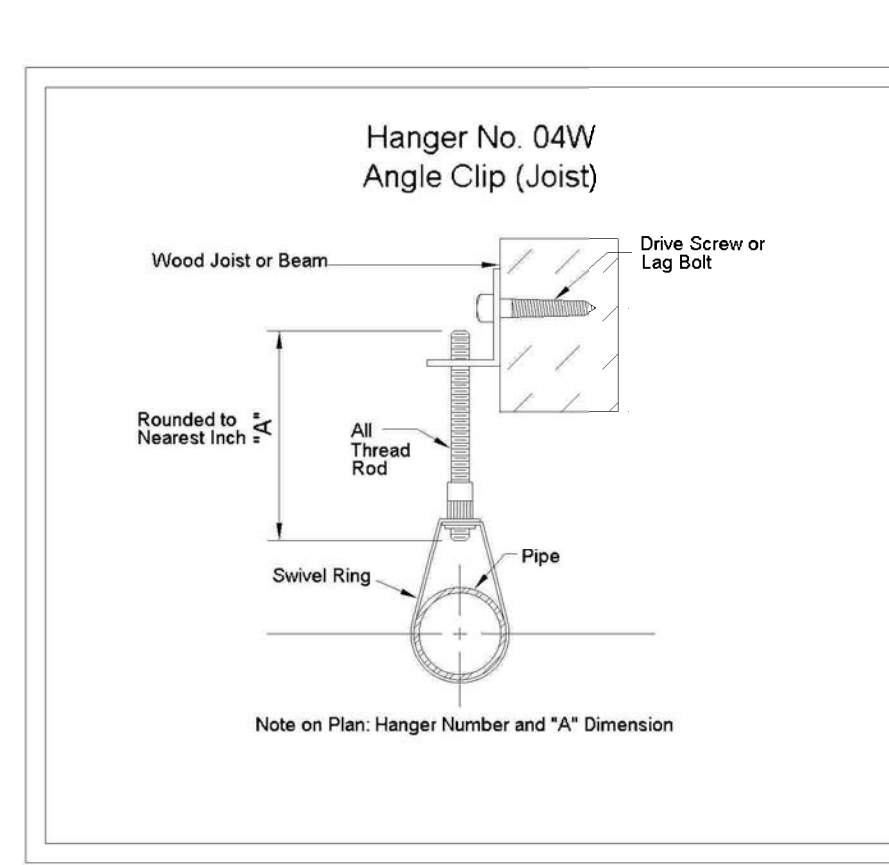 Hanger No. 04W
Angle Clip (Joist)
Drive Screw or
Lag Bolt
Wood Joist or Beam
Rounded to
Nearest Inch =
"A"
All
Thread
Rod
Pipe
Swivel Ring
Note on Plan: Hanger Number and "A" Dimension